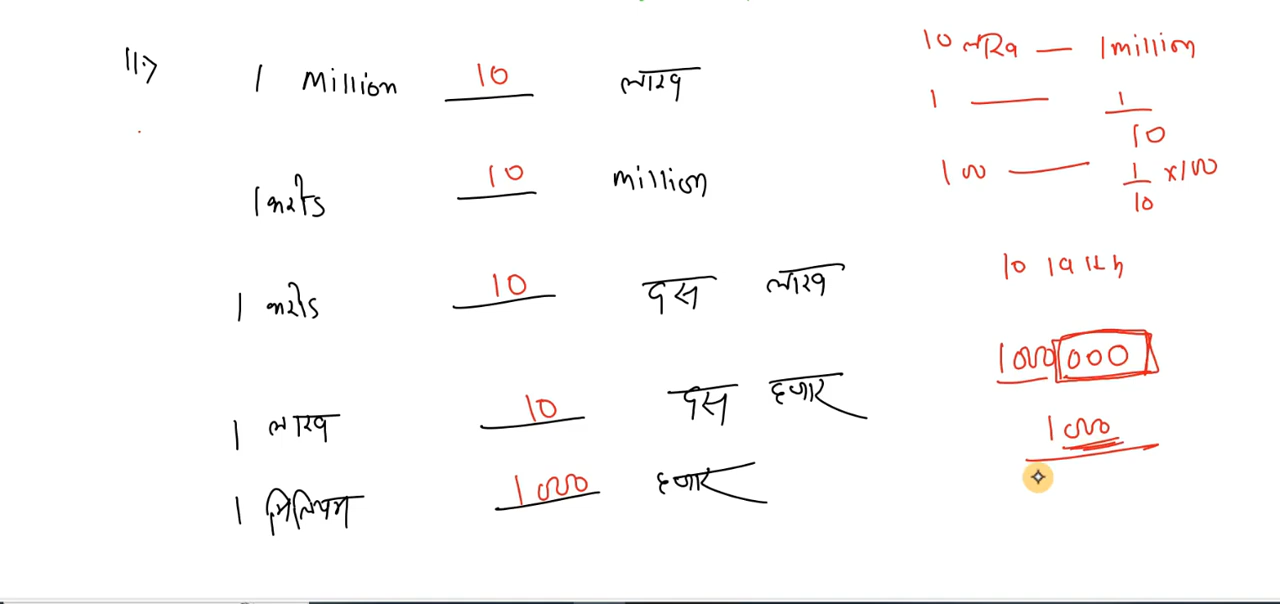 11:> 1 Million 10 लाख
1 करोड 10 million
1 करोड 10 दस लाख
1 लाख 10 दस हजार
1 मिलियन 1000 हजार
10 लाख — 1 million
1 — 1/10
100 — 1/10 x100
10 lakh
1000000
1000